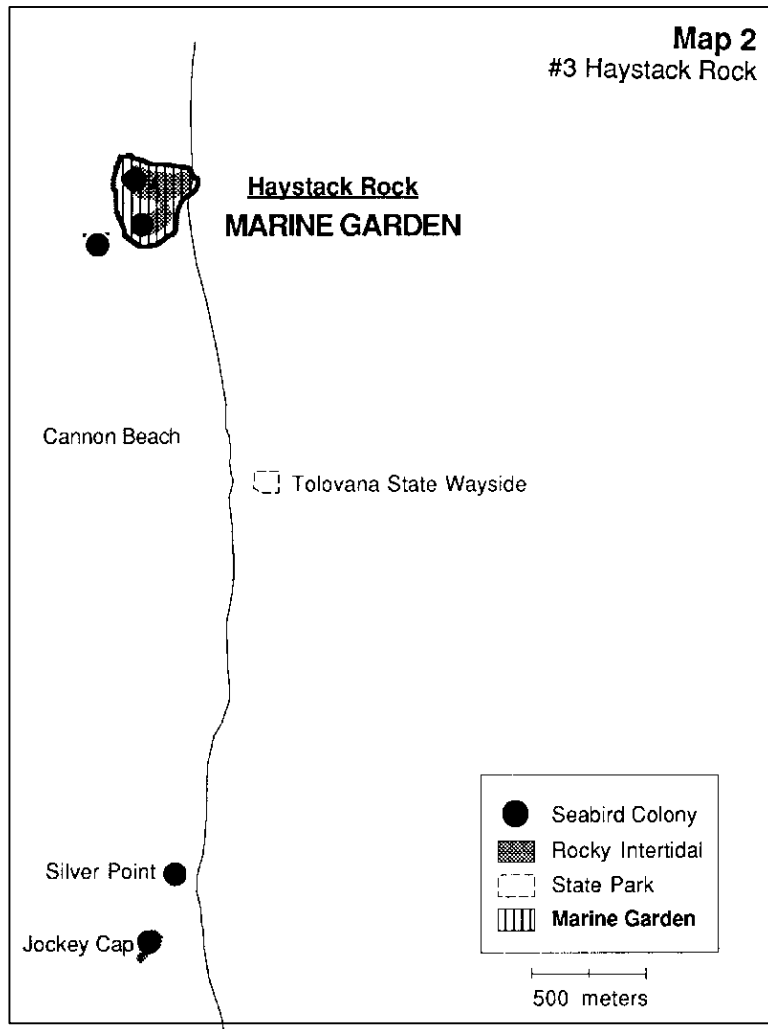 Map 2
#3 Haystack Rock
Haystack Rock
MARINE GARDEN
Cannon Beach
Tolovana State Wayside
Silver Point
Jockey Cap
Seabird Colony
Rocky Intertidal
State Park
Marine Garden
500 meters